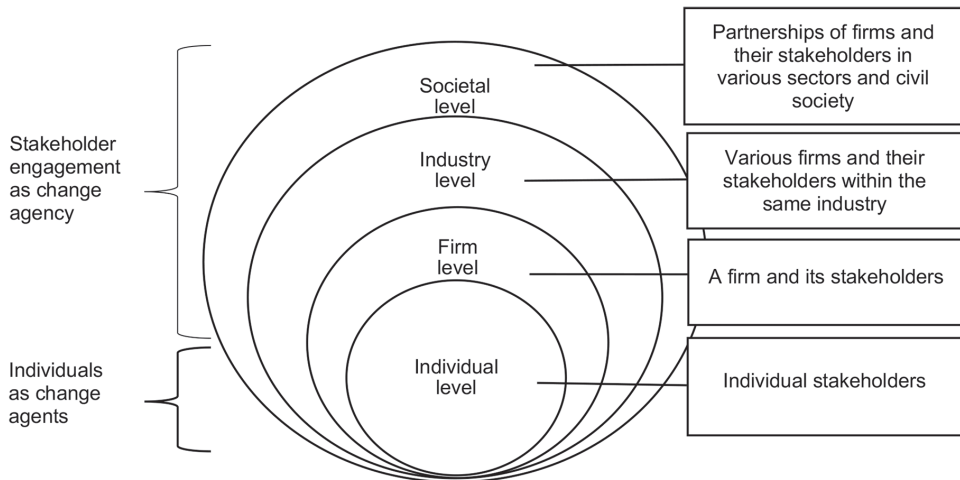 Stakeholder
engagement
as change
agency
Individuals
as change
agents
Societal
level
Industry
level
Firm
level
Individual
level
Partnerships of firms and
their stakeholders in
various sectors and civil
society
Various firms and their
stakeholders within the
same industry
A firm and its stakeholders
Individual stakeholders